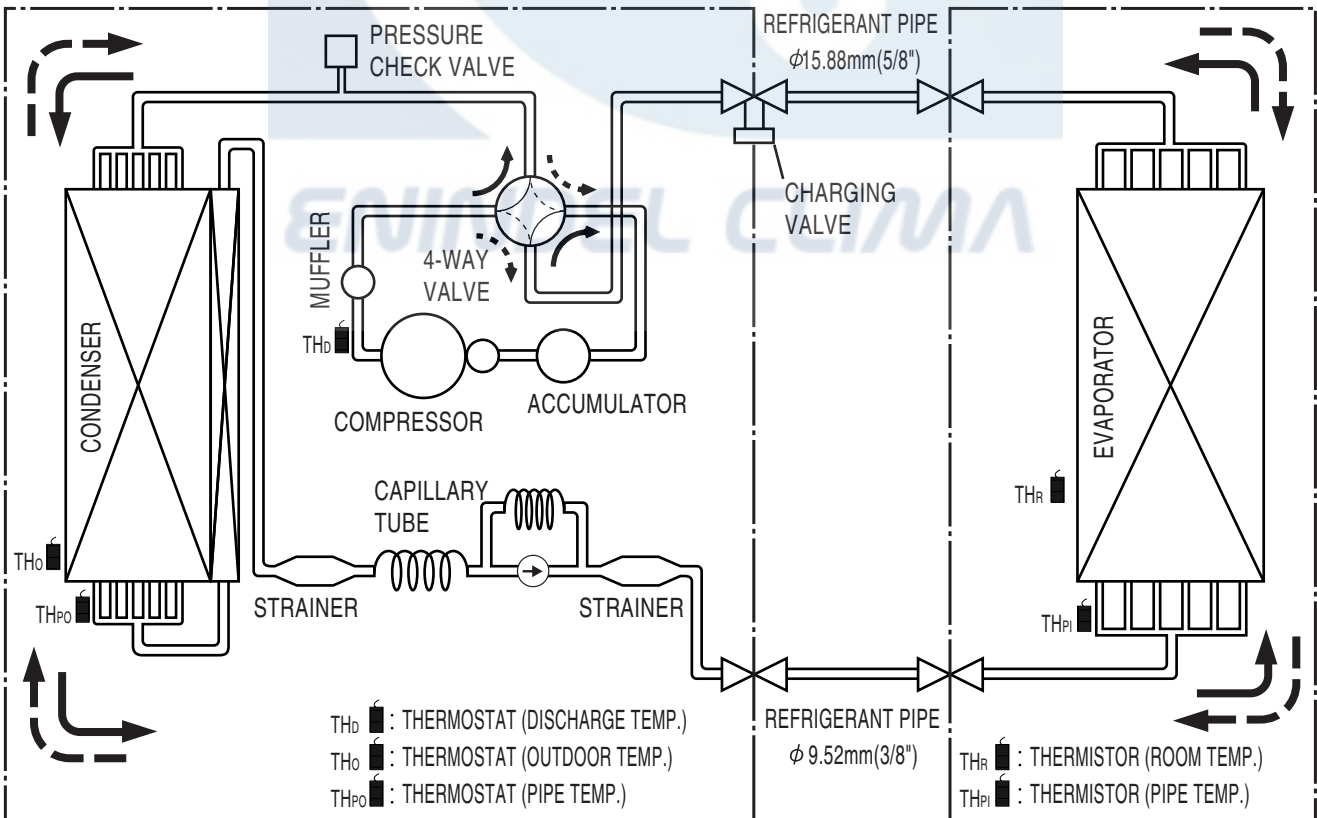 PRESSURE
CHECK VALVE
REFRIGERANT PIPE
ϕ15.88mm(5/8")
CHARGING
VALVE
ENINDEL CLIMA
MUFFLER
4-WAY
VALVE
THD
COMPRESSOR
ACCUMULATOR
CONDENSER
EVAPORATOR
THR
CAPILLARY
TUBE
THO
THPO
STRAINER
STRAINER
THPI
THD : THERMOSTAT (DISCHARGE TEMP.)
THO : THERMOSTAT (OUTDOOR TEMP.)
THPO : THERMOSTAT (PIPE TEMP.)
REFRIGERANT PIPE
ϕ 9.52mm(3/8")
THR : THERMISTOR (ROOM TEMP.)
THPI : THERMISTOR (PIPE TEMP.)